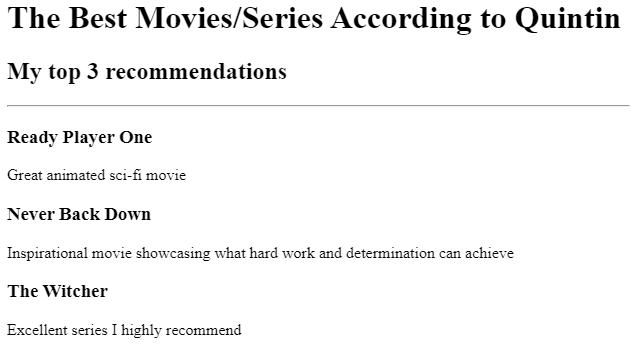 The Best Movies/Series According to Quintin
My top 3 recommendations
Ready Player One
Great animated sci-fi movie
Never Back Down
Inspirational movie showcasing what hard work and determination can achieve
The Witcher
Excellent series I highly recommend